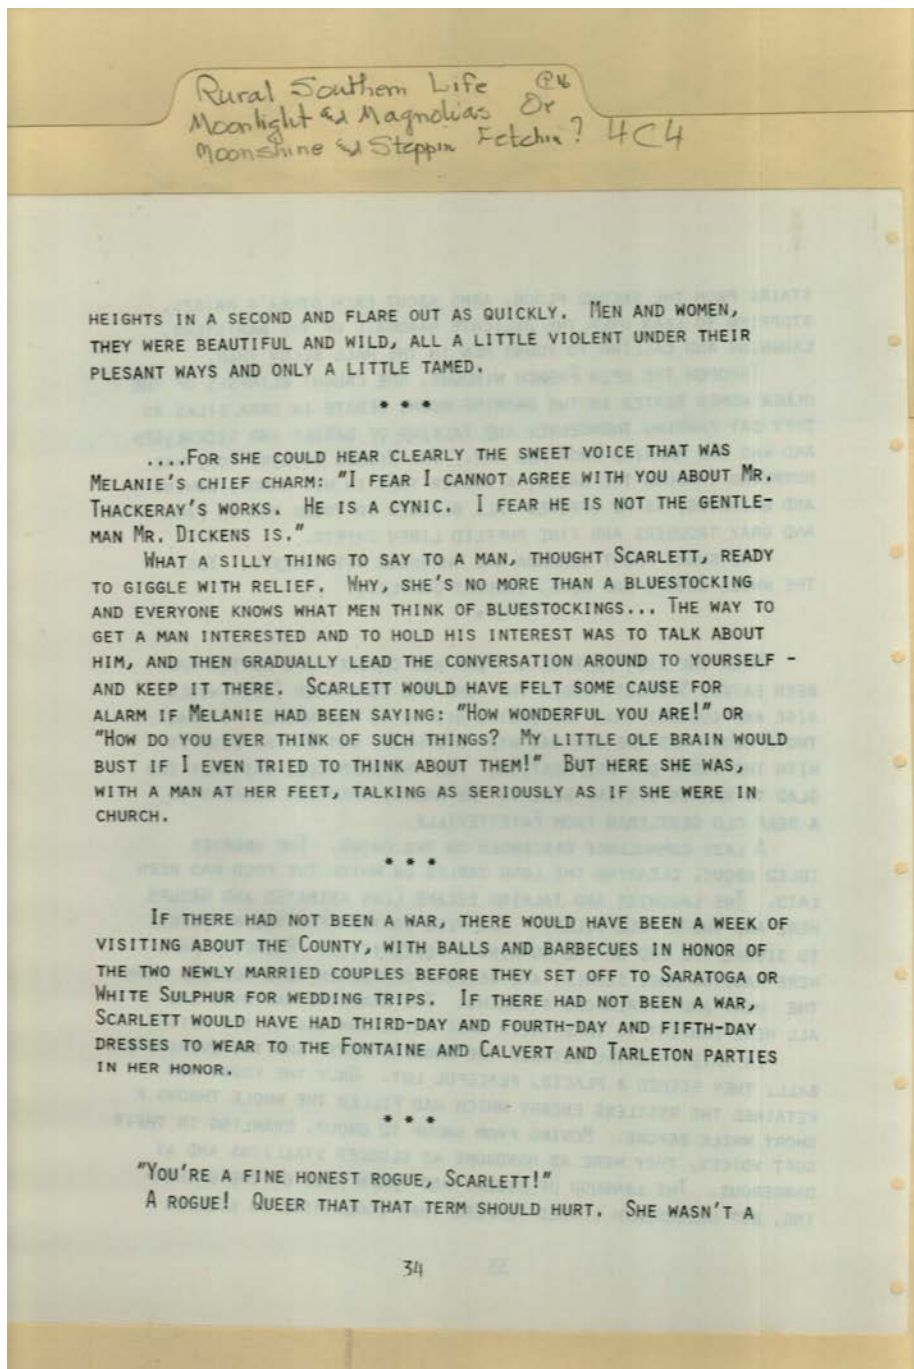 Rural Southern Life
Moonlight & Magnolias Or
Moonshine & Steppin Fetchin? 4C4
HEIGHTS IN A SECOND AND FLARE OUT AS QUICKLY. MEN AND WOMEN,
THEY WERE BEAUTIFUL AND WILD, ALL A LITTLE VIOLENT UNDER THEIR
PLESANT WAYS AND ONLY A LITTLE TAMED.
* * *
....FOR SHE COULD HEAR CLEARLY THE SWEET VOICE THAT WAS
MELANIE'S CHIEF CHARM: "I FEAR I CANNOT AGREE WITH YOU ABOUT MR.
THACKERAY'S WORKS. HE IS A CYNIC. I FEAR HE IS NOT THE GENTLE-
MAN MR. DICKENS IS."
WHAT A SILLY THING TO SAY TO A MAN, THOUGHT SCARLETT, READY
TO GIGGLE WITH RELIEF. WHY, SHE'S NO MORE THAN A BLUESTOCKING
AND EVERYONE KNOWS WHAT MEN THINK OF BLUESTOCKINGS... THE WAY TO
GET A MAN INTERESTED AND TO HOLD HIS INTEREST WAS TO TALK ABOUT
HIM, AND THEN GRADUALLY LEAD THE CONVERSATION AROUND TO YOURSELF -
AND KEEP IT THERE. SCARLETT WOULD HAVE FELT SOME CAUSE FOR
ALARM IF MELANIE HAD BEEN SAYING: "HOW WONDERFUL YOU ARE!" OR
"HOW DO YOU EVER THINK OF SUCH THINGS? MY LITTLE OLE BRAIN WOULD
BUST IF I EVEN TRIED TO THINK ABOUT THEM!" BUT HERE SHE WAS,
WITH A MAN AT HER FEET, TALKING AS SERIOUSLY AS IF SHE WERE IN
CHURCH.
* * *
IF THERE HAD NOT BEEN A WAR, THERE WOULD HAVE BEEN A WEEK OF
VISITING ABOUT THE COUNTY, WITH BALLS AND BARBECUES IN HONOR OF
THE TWO NEWLY MARRIED COUPLES BEFORE THEY SET OFF TO SARATOGA OR
WHITE SULPHUR FOR WEDDING TRIPS. IF THERE HAD NOT BEEN A WAR,
SCARLETT WOULD HAVE HAD THIRD-DAY AND FOURTH-DAY AND FIFTH-DAY
DRESSES TO WEAR TO THE FONTAINE AND CALVERT AND TARLETON PARTIES
IN HER HONOR.
* * *
"YOU'RE A FINE HONEST ROGUE, SCARLETT!"
A ROGUE! QUEER THAT THAT TERM SHOULD HURT. SHE WASN'T A
34